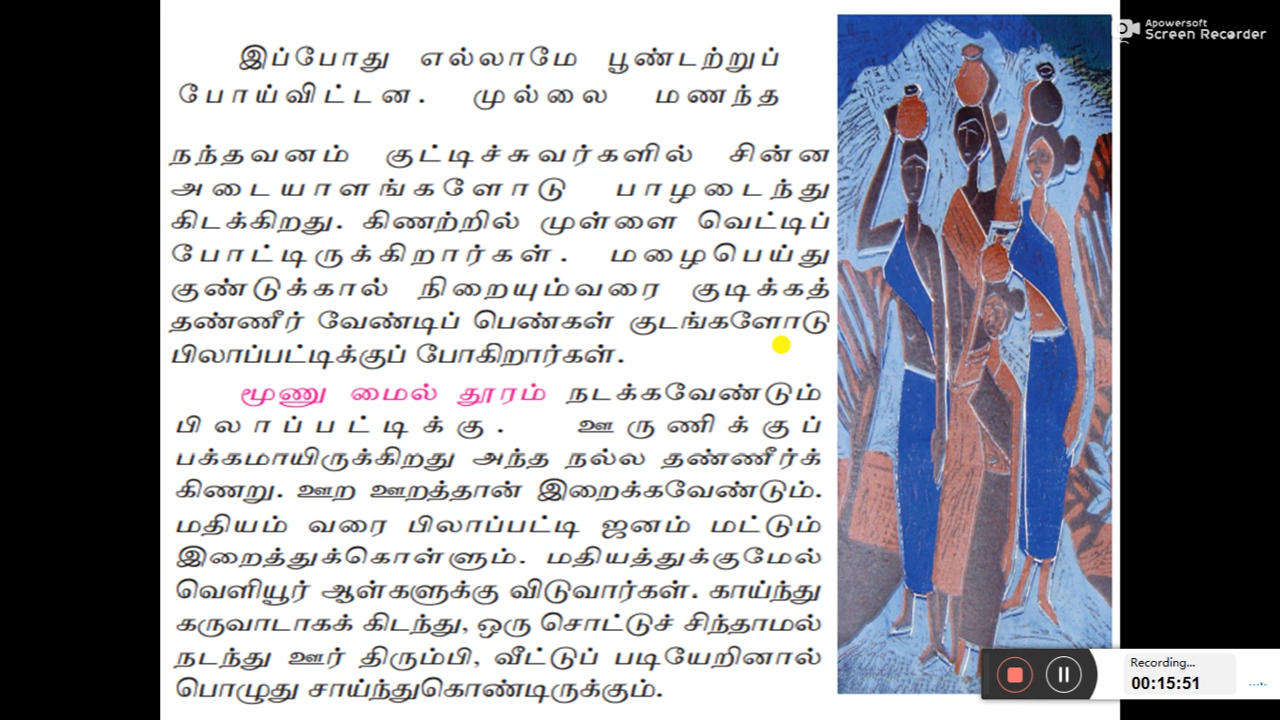 இப்போது எல்லாமே பூண்டற்றுப்
போய்விட்டன. முல்லை மணந்த
நந்தவனம் குட்டிச்சுவர்களில் சின்ன
அடையாளங்களோடு பாழடைந்து
கிடக்கிறது. கிணற்றில் முள்ளை வெட்டிப்
போட்டிருக்கிறார்கள். மழைபெய்து
குண்டுக்கால் நிறையும்வரை குடிக்கத்
தண்ணீர் வேண்டிப் பெண்கள் குடங்களோடு
பிலாப்பட்டிக்குப் போகிறார்கள்.
மூணு மைல் தூரம் நடக்கவேண்டும்
பிலாப்பட்டிக்கு. ஊருணிக்குப்
பக்கமாயிருக்கிறது அந்த நல்ல தண்ணீர்க்
கிணறு. ஊற ஊறத்தான் இறைக்கவேண்டும்.
மதியம் வரை பிலாப்பட்டி ஜனம் மட்டும்
இறைத்துக்கொள்ளும். மதியத்துக்குமேல்
வெளியூர் ஆள்களுக்கு விடுவார்கள். காய்ந்து
கருவாடாகக் கிடந்து, ஒரு சொட்டுச் சிந்தாமல்
நடந்து ஊர் திரும்பி, வீட்டுப் படியேறினால்
பொழுது சாய்ந்துகொண்டிருக்கும்.
Apowersoft
Screen Recorder
Recording...
00:15:51